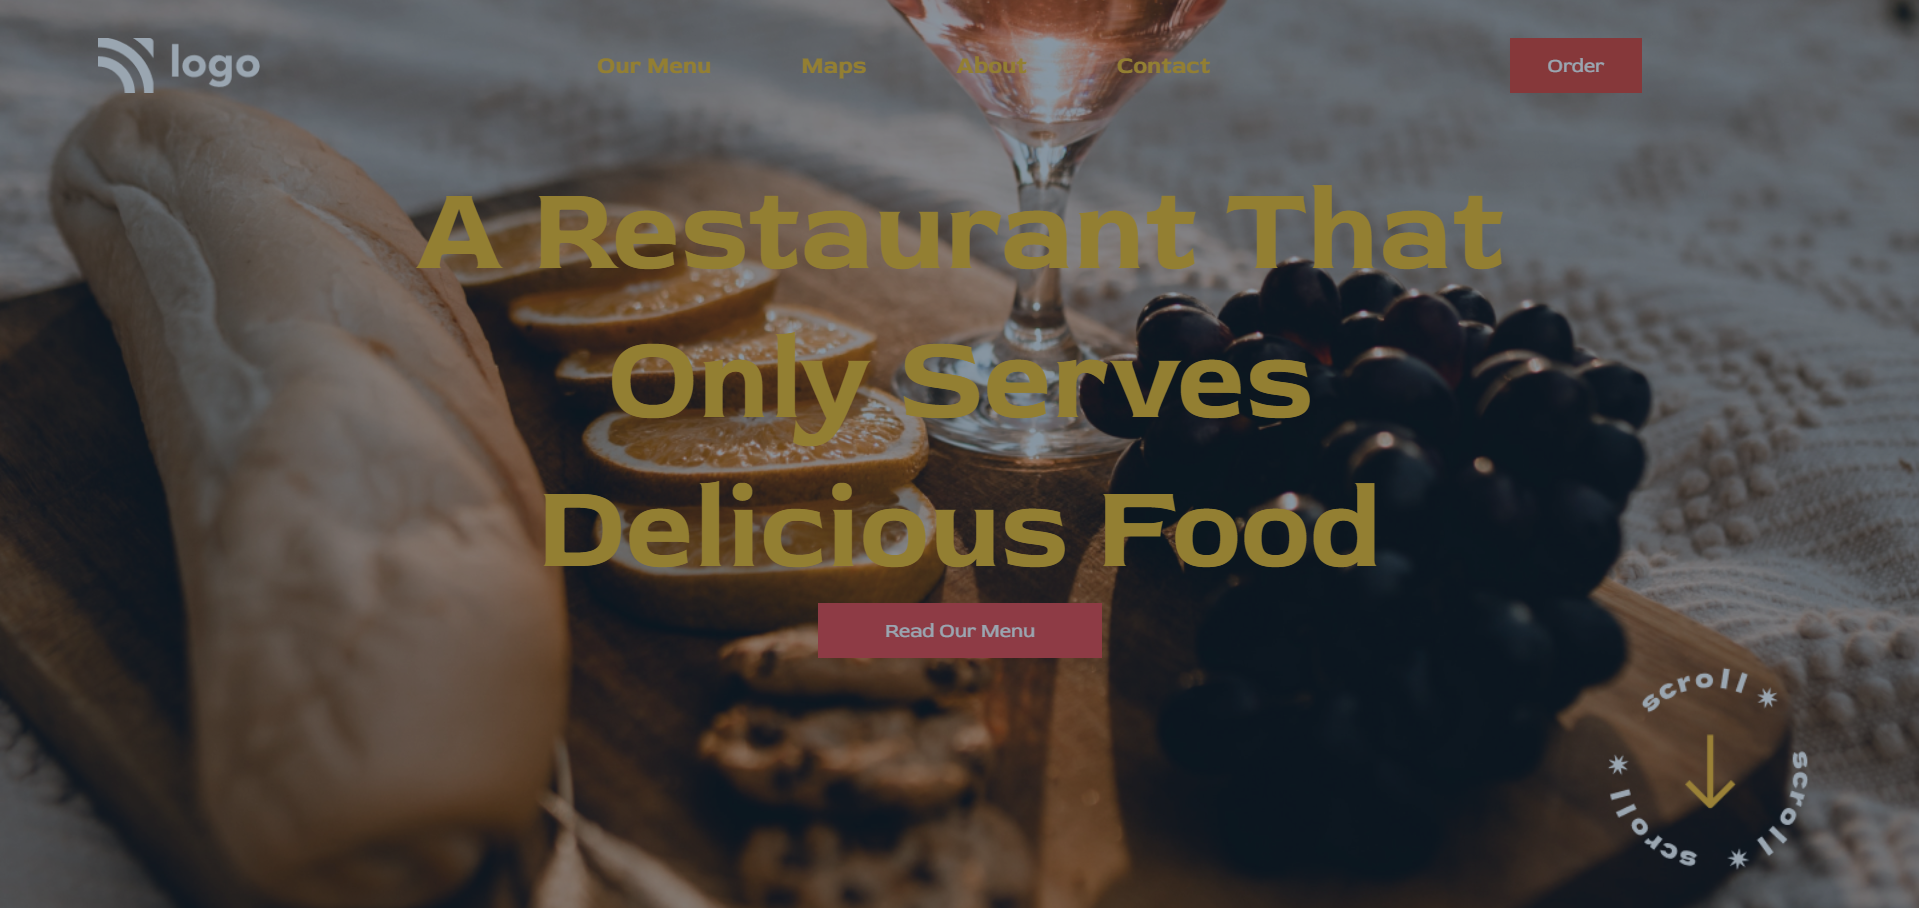 logo
Our Menu
Maps
About
Contact
Order
A Restaurant That
Only Serves
Delicious Food
Read Our Menu
scroll
scroll
scroll